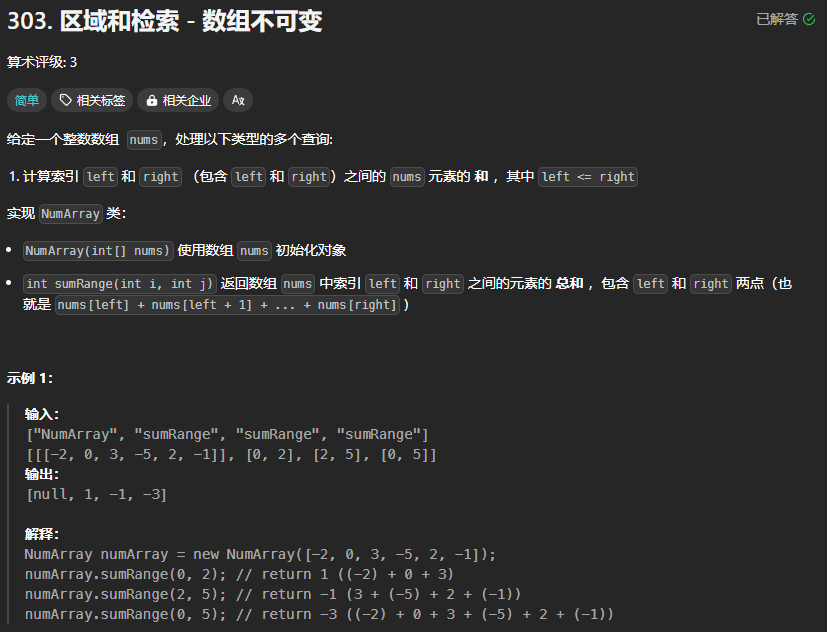 303. 区域和检索 - 数组不可变
已解答
算术评级: 3
简单 相关标签 相关企业
给定一个整数数组 nums，处理以下类型的多个查询:
1. 计算索引 left 和 right （包含 left 和 right）之间的 nums 元素的 和 ，其中 left <= right
实现 NumArray 类：
NumArray(int[] nums) 使用数组 nums 初始化对象
int sumRange(int i, int j) 返回数组 nums 中索引 left 和 right 之间的元素的 总和 ，包含 left 和 right 两点（也
就是 nums[left] + nums[left + 1] + ... + nums[right] )
示例 1：
输入：
["NumArray", "sumRange", "sumRange", "sumRange"]
[[[-2, 0, 3, -5, 2, -1]], [0, 2], [2, 5], [0, 5]]
输出：
[null, 1, -1, -3]
解释：
NumArray numArray = new NumArray([-2, 0, 3, -5, 2, -1]);
numArray.sumRange(0, 2); // return 1 ((-2) + 0 + 3)
numArray.sumRange(2, 5); // return -1 (3 + (-5) + 2 + (-1))
numArray.sumRange(0, 5); // return -3 ((-2) + 0 + 3 + (-5) + 2 + (-1))